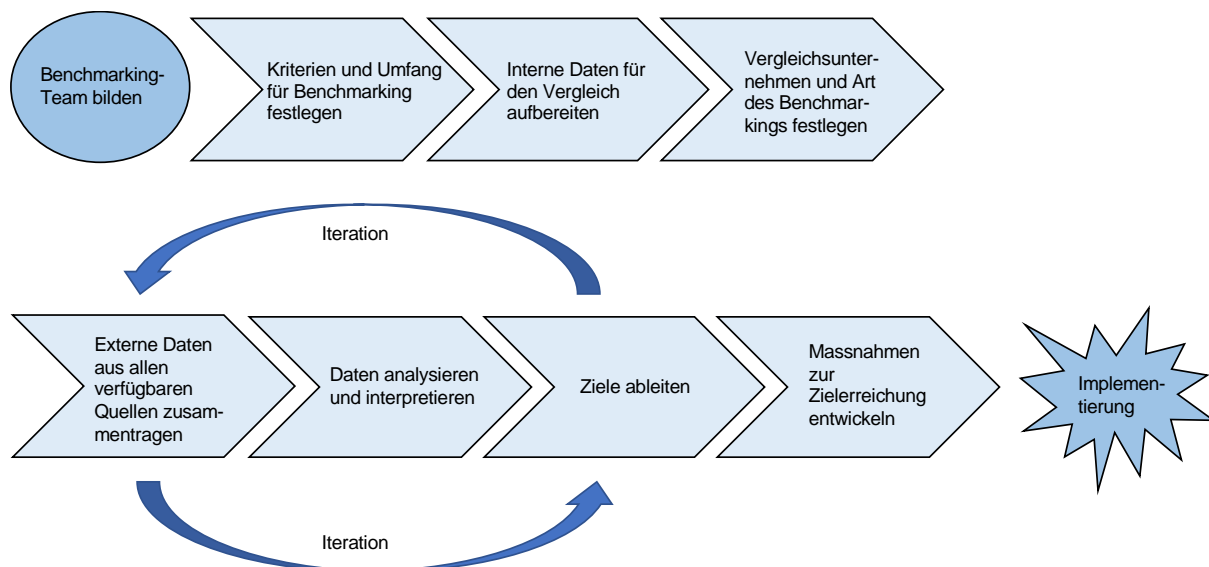 Benchmarking-
Team bilden
Kriterien und Umfang
für Benchmarking
festlegen
Interne Daten für
den Vergleich
aufbereiten
Vergleichsunter-
nehmen und Art
des Benchmar-
kings festlegen
Iteration
Externe Daten
aus allen
verfügbaren
Quellen zusam-
mentragen
Daten analysieren
und interpretieren
Ziele ableiten
Massnahmen
zur
Zielerreichung
entwickeln
Implemen-
tierung
Iteration